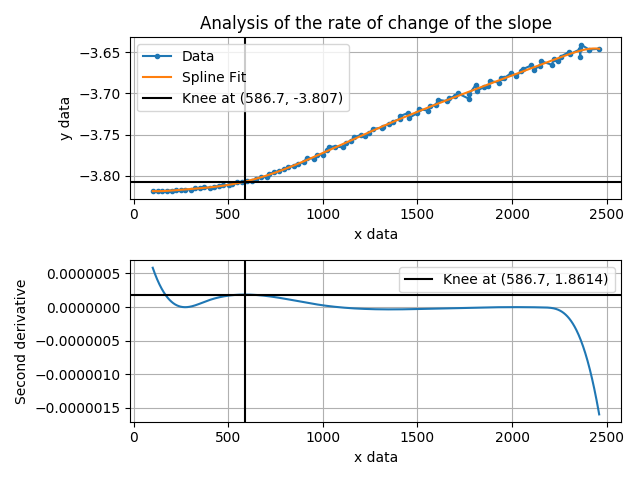 Analysis of the rate of change of the slope
Data
Spline Fit
Knee at (586.7, -3.807)
y data
−3.65
−3.70
−3.75
−3.80
0 500 1000 1500 2000 2500
x data
Knee at (586.7, 1.8614)
Second derivative
0.0000005
0.0000000
−0.0000005
−0.0000010
−0.0000015
0 500 1000 1500 2000 2500
x data